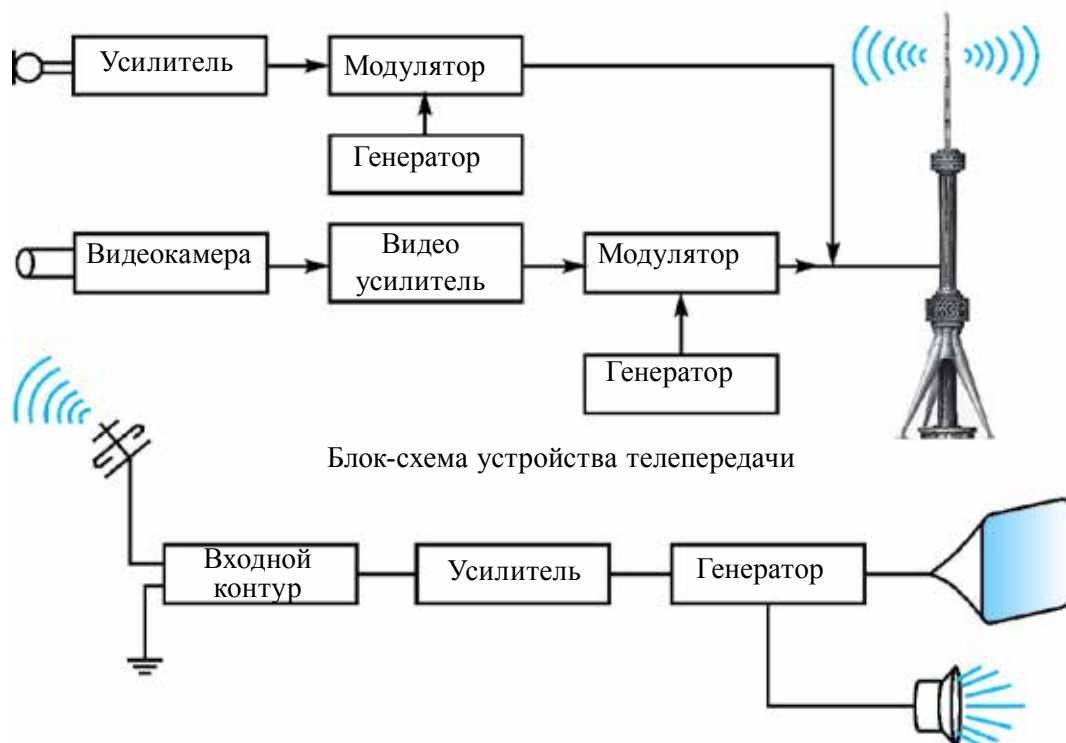 Усилитель
Модулятор
Генератор
Видеокамера
Видео
усилитель
Модулятор
Генератор
Блок-схема устройства телепередачи
Входной
контур
Усилитель
Генератор